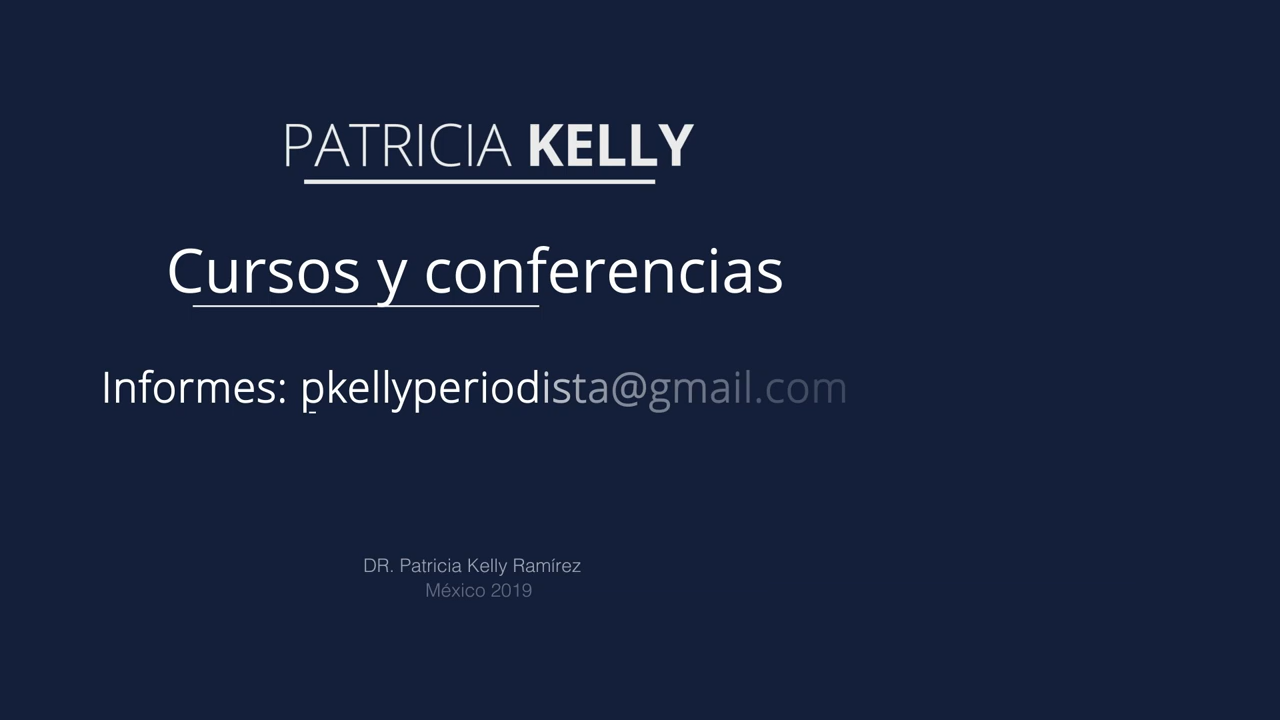 PATRICIA KELLY
Cursos y conferencias
Informes: pkellyperiodista@gmail.com
DR. Patricia Kelly Ramírez
México 2019